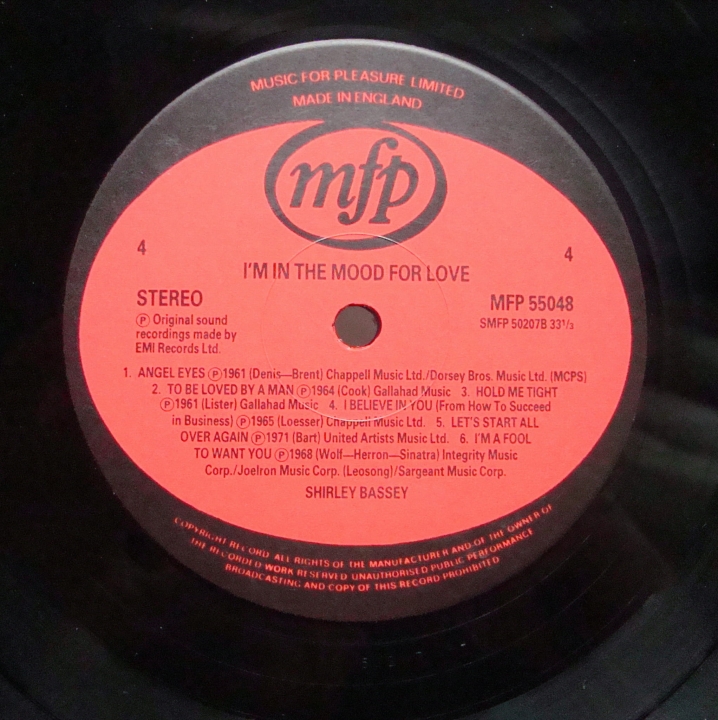 MUSIC FOR PLEASURE LIMITED
MADE IN ENGLAND
mfp
4 4
I'M IN THE MOOD FOR LOVE
STEREO MFP 55048
Ⓟ Original sound SMFP 50207B 33⅓
recordings made by
EMI Records Ltd.
1. ANGEL EYES Ⓟ1961 (Denis—Brent) Chappell Music Ltd./Dorsey Bros. Music Ltd. (MCPS)
2. TO BE LOVED BY A MAN Ⓟ1964 (Cook) Gallahad Music 3. HOLD ME TIGHT
Ⓟ1961 (Lister) Gallahad Music 4. I BELIEVE IN YOU (From How To Succeed
in Business) Ⓟ1965 (Loesser) Chappell Music Ltd. 5. LET'S START ALL
OVER AGAIN Ⓟ1971 (Bart) United Artists Music Ltd. 6. I'M A FOOL
TO WANT YOU Ⓟ1968 (Wolf—Herron—Sinatra) Integrity Music
Corp./Joelron Music Corp. (Leosong)/Sargeant Music Corp.
SHIRLEY BASSEY
COPYRIGHT RECORD ALL RIGHTS OF THE MANUFACTURER AND OF THE OWNER OF
THE RECORDED WORK RESERVED UNAUTHORISED PUBLIC PERFORMANCE
BROADCASTING AND COPY OF THIS RECORD PROHIBITED